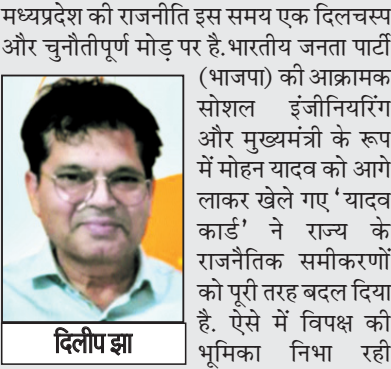 मध्यप्रदेश की राजनीति इस समय एक दिलचस्प
और चुनौतीपूर्ण मोड़ पर है.भारतीय जनता पार्टी
(भाजपा) की आक्रामक
सोशल इंजीनियरिंग
और मुख्यमंत्री के रूप
में मोहन यादव को आगे
लाकर खेले गए ‘यादव
कार्ड’ ने राज्य के
राजनैतिक समीकरणों
को पूरी तरह बदल दिया
है. ऐसे में विपक्ष की
भूमिका निभा रही
दिलीप झा